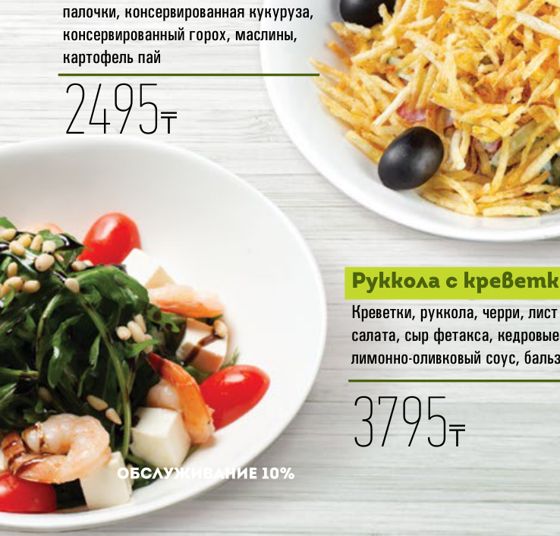 палочки, консервированная кукуруза,
консервированный горох, маслины,
картофель пай
2495₸
Руккола с креветк
Креветки, руккола, черри, лист
салата, сыр фетакса, кедровые
лимонно-оливковый соус, бальз
3795₸
ОБСЛУЖИВАНИЕ 10%